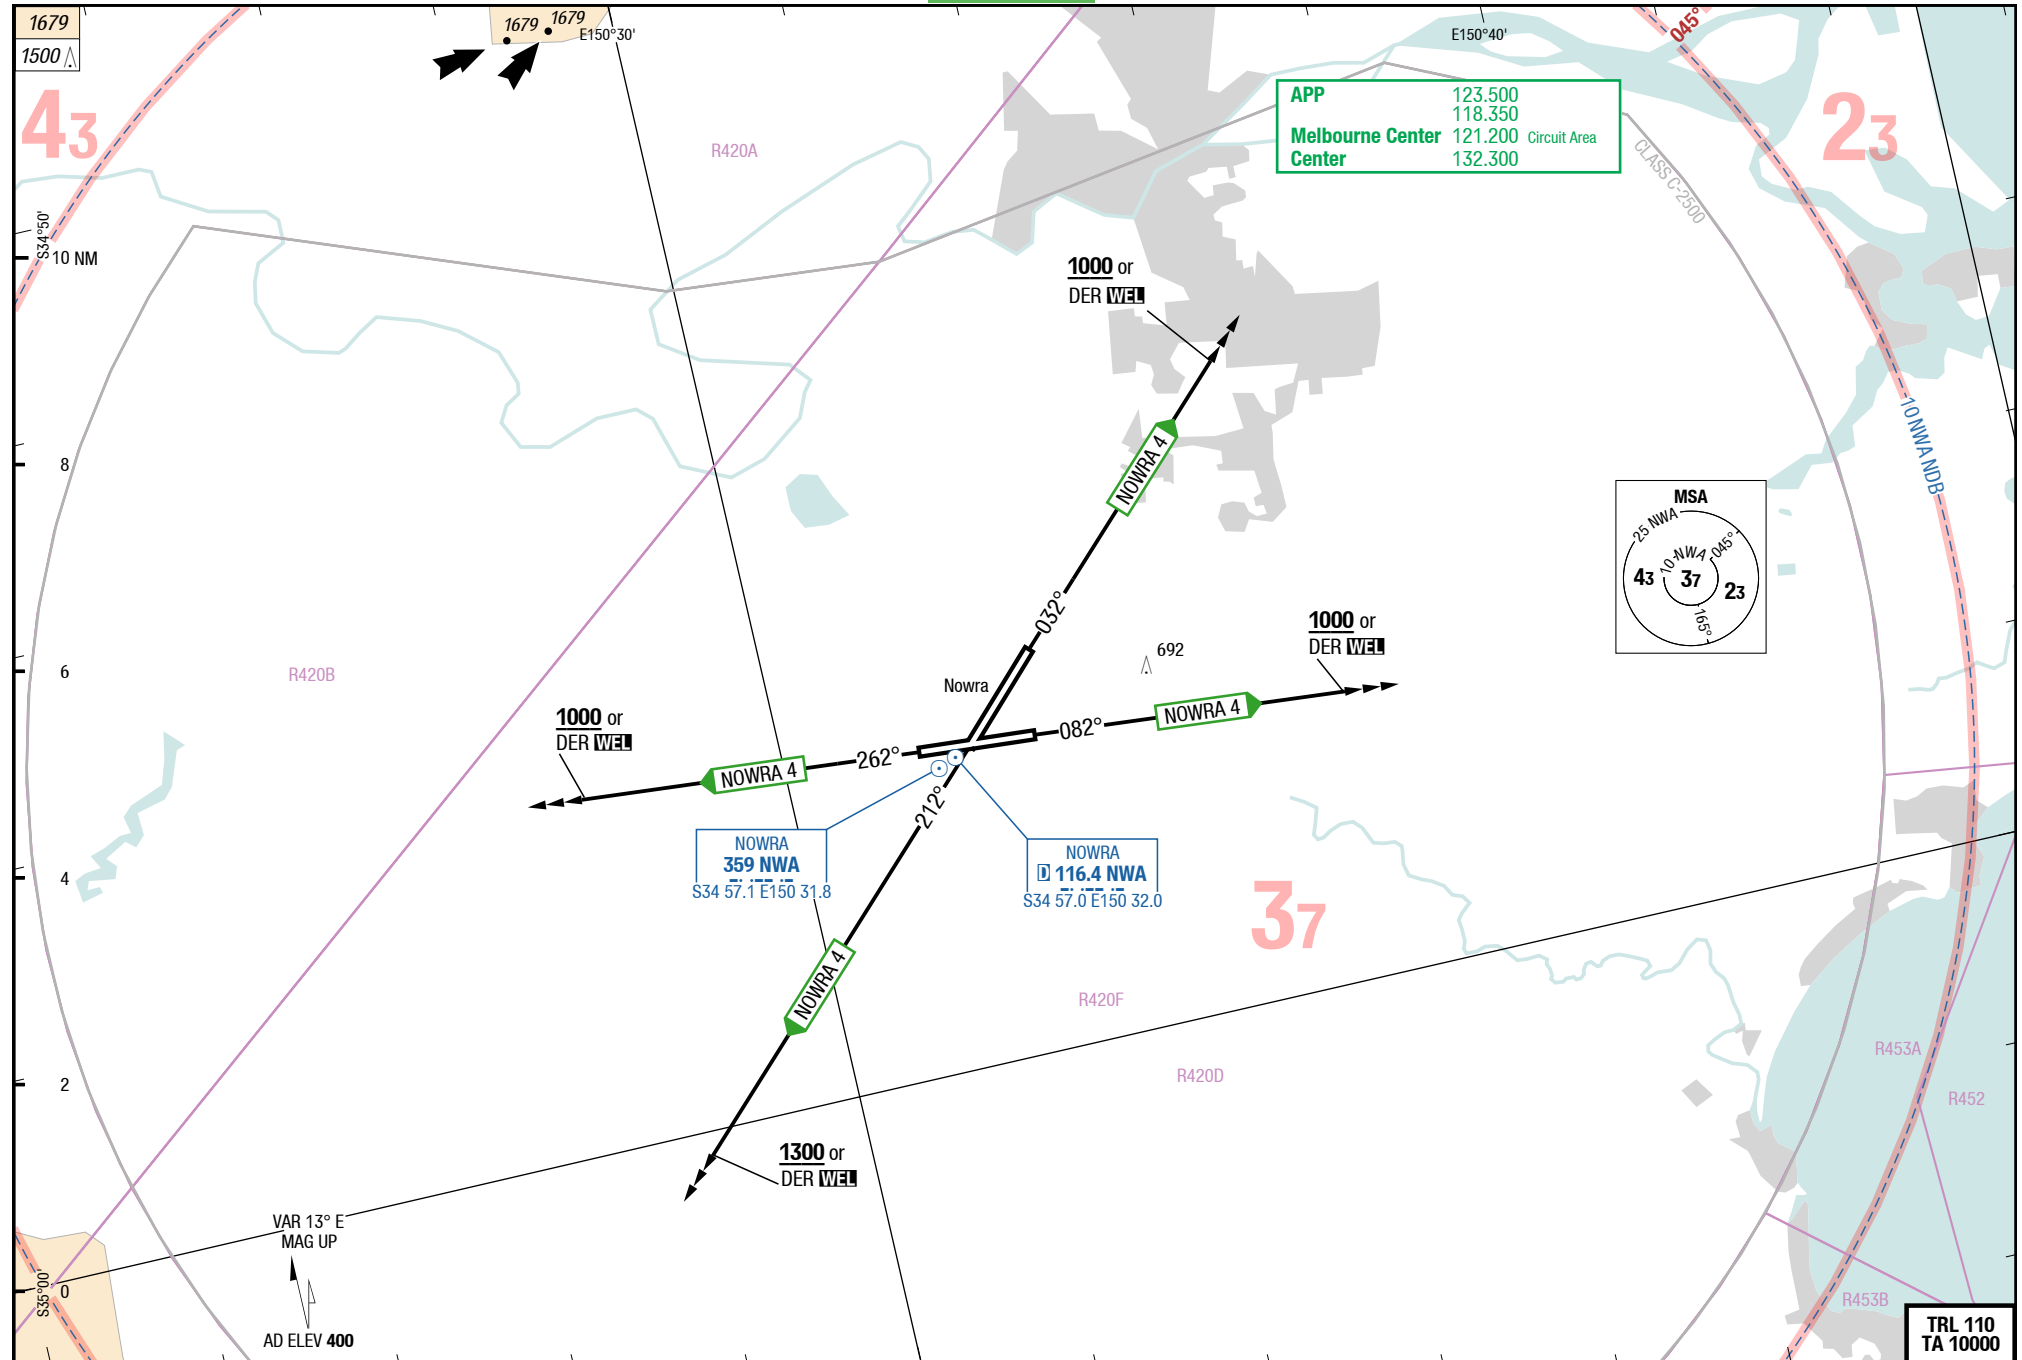 1679
1500
1679
1679
E150°30'
E150°40'
045°
43
23
R420A
APP 123.500
118.350
Melbourne Center 121.200 Circuit Area
Center 132.300
CLASS C-2500
S34°50'
10 NM
1000 or
DER WEL
10 NWA NDB
NOWRA 4
8
MSA
25 NWA
10 NWA
045°
43
37
23
165°
032°
1000 or
DER WEL
692
6
R420B
Nowra
NOWRA 4
082°
1000 or
DER WEL
262°
NOWRA 4
212°
NOWRA
359 NWA
S34 57.1 E150 31.8
NOWRA
D 116.4 NWA
S34 57.0 E150 32.0
4
37
NOWRA 4
R420F
R453A
R420D
2
R452
1300 or
DER WEL
VAR 13° E
MAG UP
S35°00'
0
R453B
AD ELEV 400
TRL 110
TA 10000